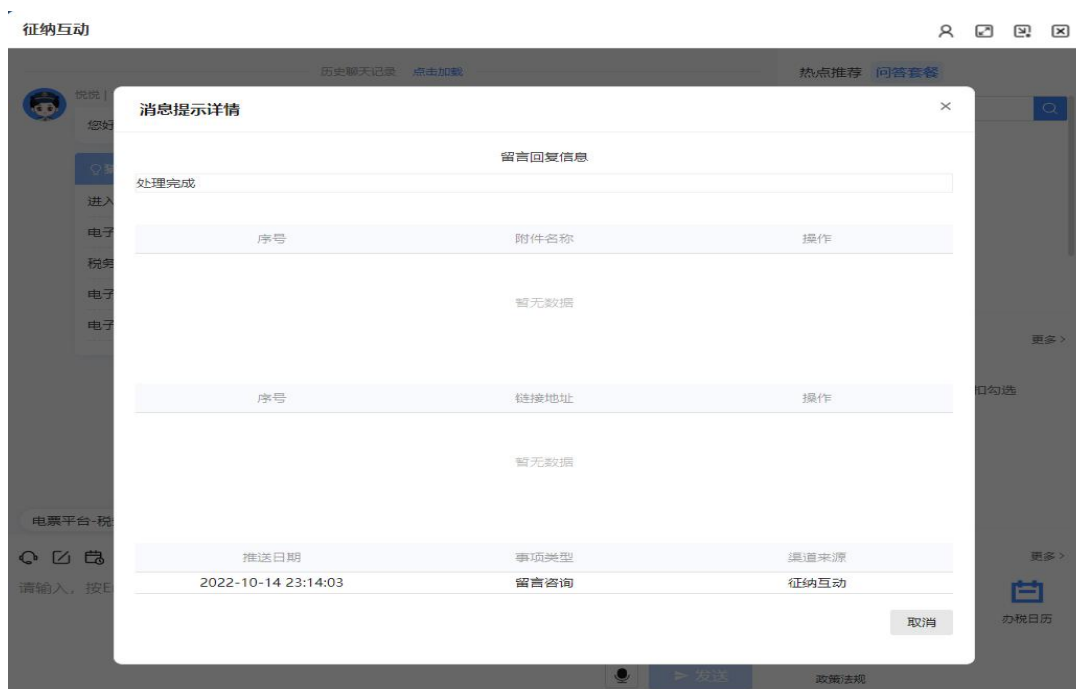 征纳互动
历史聊天记录 点击加载
热点推荐 问答套餐
悦悦 |
您好
消息提示详情
留言回复信息
处理完成
进入
电子
税务
电子
电子
序号 附件名称 操作
暂无数据
更多 >
序号 链接地址 操作
扣勾选
暂无数据
电票平台-税
推送日期 事项类型 渠道来源
更多 >
2022-10-14 23:14:03 留言咨询 征纳互动
请输入，按E
取消
办税日历
发送
政策法规